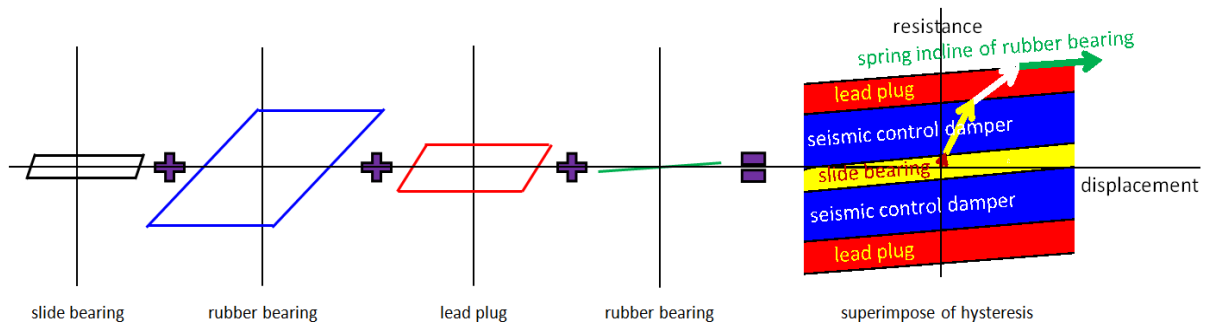 resistance
spring incline of rubber bearing
lead plug
seismic control damper
slide bearing
displacement
seismic control damper
lead plug
slide bearing
rubber bearing
lead plug
rubber bearing
superimpose of hysteresis